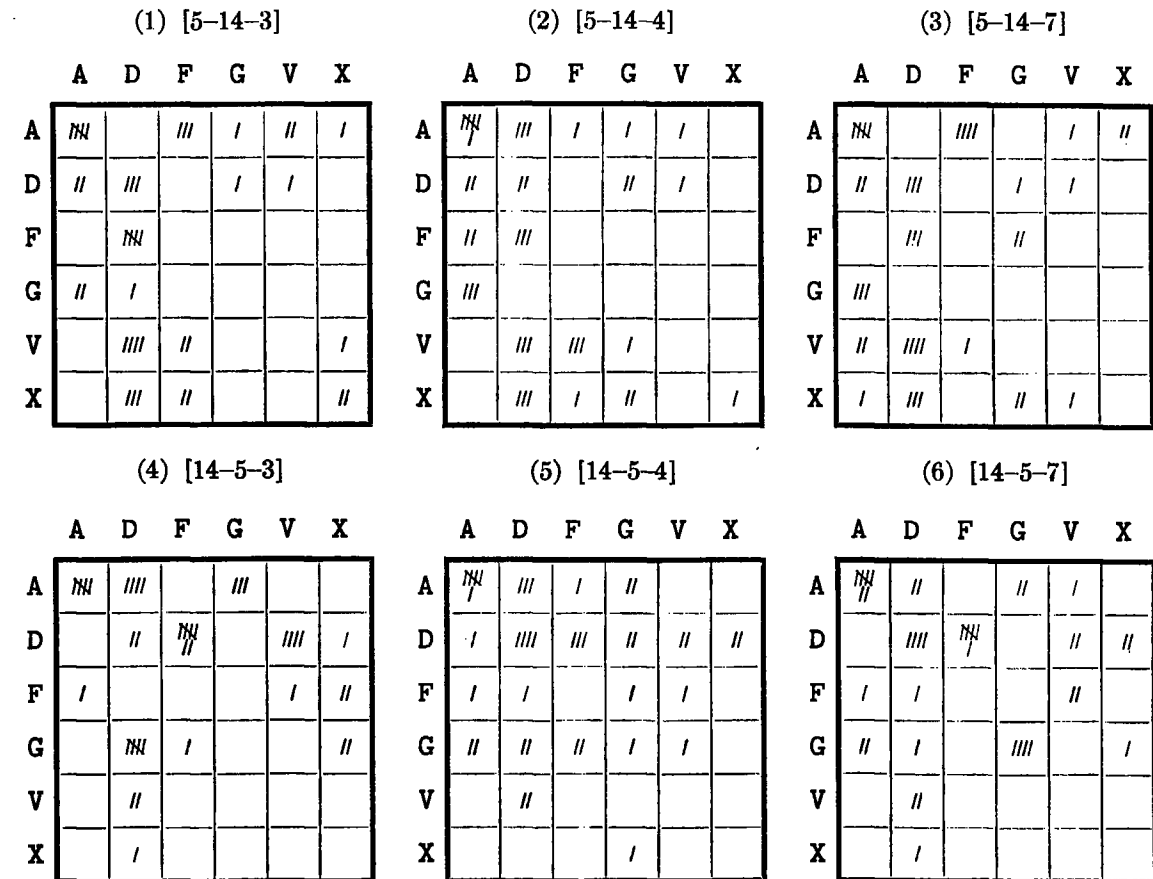 (1) [5–14–3] (2) [5–14–4] (3) [5–14–7]
A D F G V X A D F G V X A D F G V X
A 𝍸 /// / // / A 𝍸/ /// / / / A 𝍸 //// / //
D // /// / / D // // // / D // /// / /
F 𝍸 F // /// F /// //
G // / G /// G ///
V //// // / V /// /// / V // //// /
X /// // // X /// / // / X / /// // /
(4) [14–5–3] (5) [14–5–4] (6) [14–5–7]
A D F G V X A D F G V X A D F G V X
A 𝍸 //// /// A 𝍸/ /// / // A 𝍸// // // /
D // 𝍸// //// / D / //// /// // // // D //// 𝍸/ // //
F / / // F / / / / F / / //
G 𝍸 / // G // // // / / G // / //// /
V // V // V //
X / X / X /